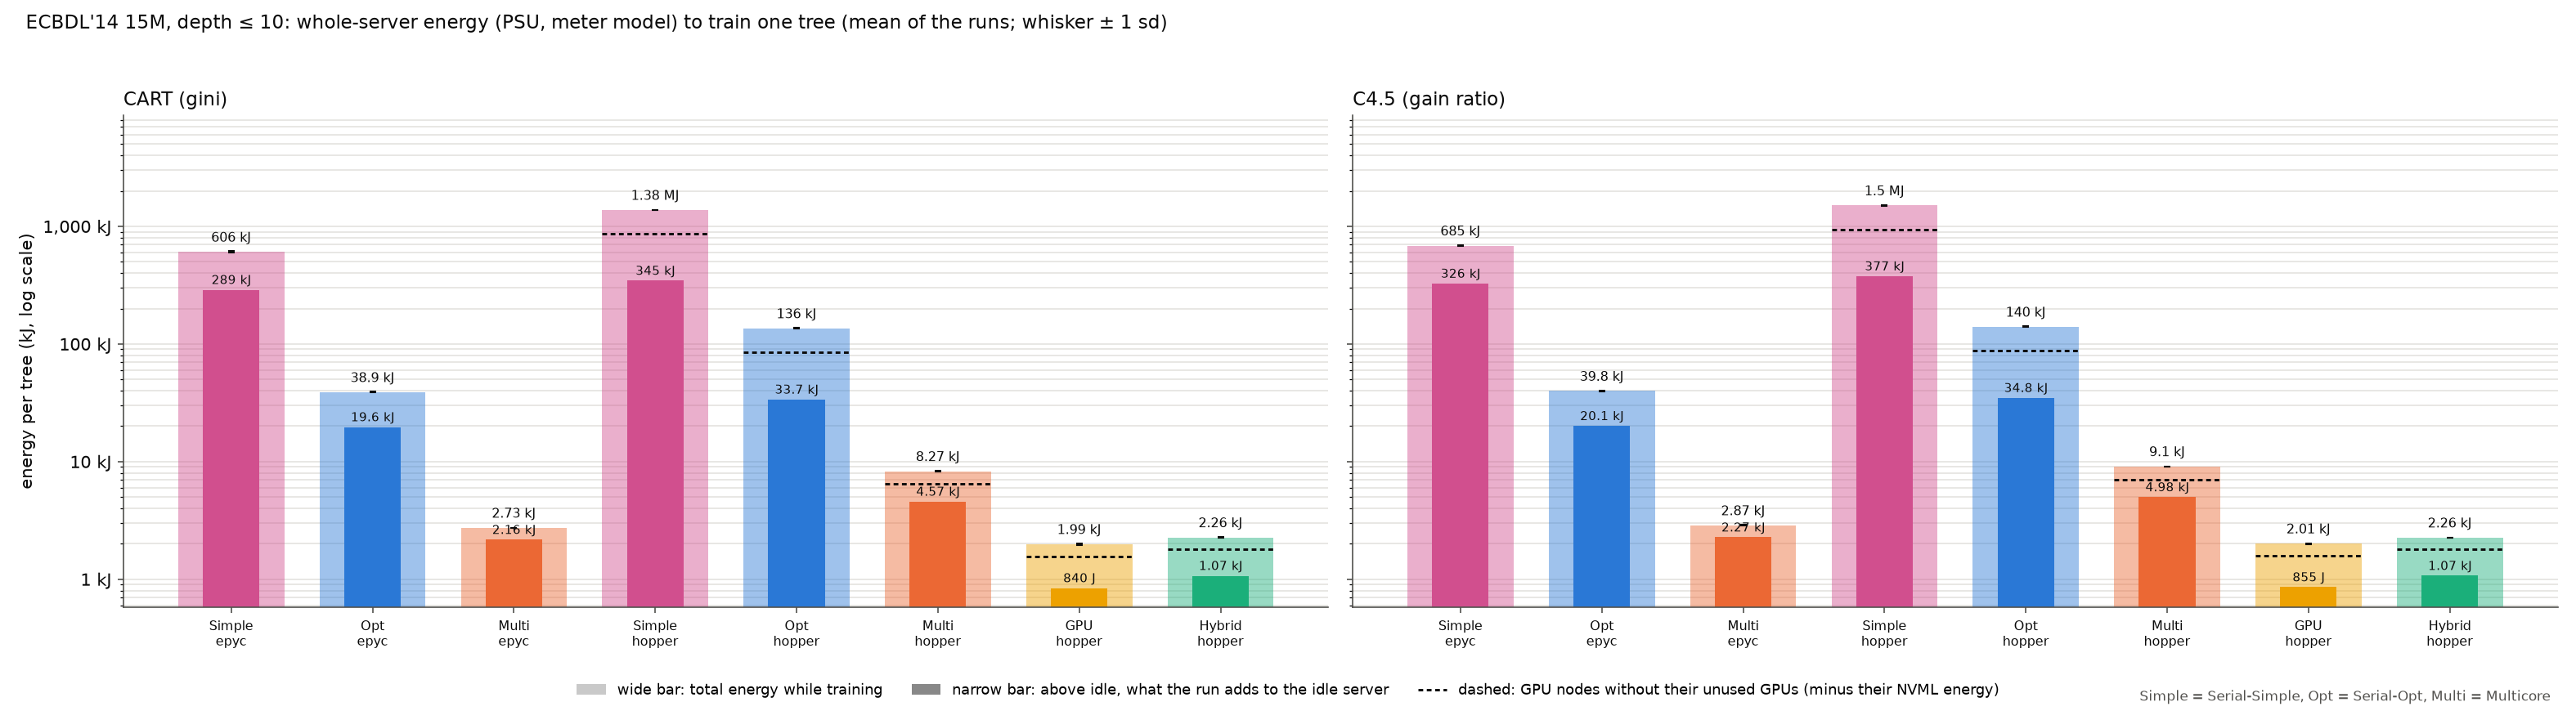 ECBDL'14 15M, depth ≤ 10: whole-server energy (PSU, meter model) to train one tree (mean of the runs; whisker ± 1 sd)
CART (gini)
energy per tree (kJ, log scale)
1,000 kJ
100 kJ
10 kJ
1 kJ
606 kJ
289 kJ
38.9 kJ
19.6 kJ
2.73 kJ
2.16 kJ
1.38 MJ
345 kJ
136 kJ
33.7 kJ
8.27 kJ
4.57 kJ
1.99 kJ
840 J
2.26 kJ
1.07 kJ
Simple
epyc
Opt
epyc
Multi
epyc
Simple
hopper
Opt
hopper
Multi
hopper
GPU
hopper
Hybrid
hopper
C4.5 (gain ratio)
685 kJ
326 kJ
39.8 kJ
20.1 kJ
2.87 kJ
2.27 kJ
1.5 MJ
377 kJ
140 kJ
34.8 kJ
9.1 kJ
4.98 kJ
2.01 kJ
855 J
2.26 kJ
1.07 kJ
Simple
epyc
Opt
epyc
Multi
epyc
Simple
hopper
Opt
hopper
Multi
hopper
GPU
hopper
Hybrid
hopper
wide bar: total energy while training
narrow bar: above idle, what the run adds to the idle server
dashed: GPU nodes without their unused GPUs (minus their NVML energy)
Simple = Serial-Simple, Opt = Serial-Opt, Multi = Multicore